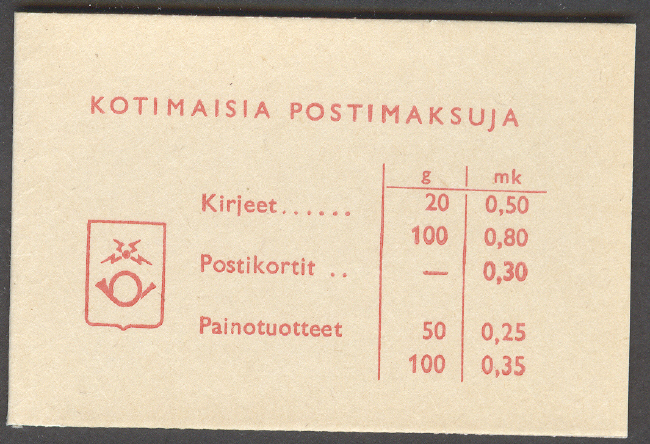 KOTIMAISIA POSTIMAKSUJA
g mk
Kirjeet...... 20 0,50
100 0,80
Postikortit .. — 0,30
Painotuotteet 50 0,25
100 0,35